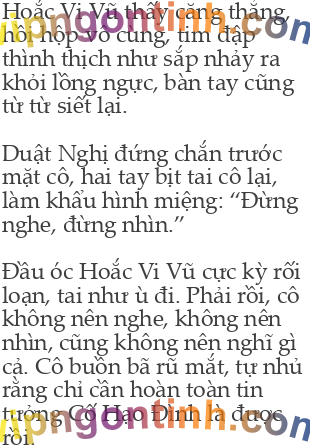 Hoắc Vi Vũ thấy căng thẳng,
hồi hộp vô cùng, tim đập
thình thịch như sắp nhảy ra
khỏi lồng ngực, bàn tay cũng
từ từ siết lại.
Duật Nghị đứng chắn trước
mặt cô, hai tay bịt tai cô lại,
làm khẩu hình miệng: “Đừng
nghe, đừng nhìn.”
Đầu óc Hoắc Vi Vũ cực kỳ rối
loạn, tai như ù đi. Phải rồi, cô
không nên nghe, không nên
nhìn, cũng không nên nghĩ gì
cả. Cô buồn bã rũ mắt, tự nhủ
rằng chỉ cần hoàn toàn tin
tưởng Cố Hạo Đình là được
rồi.
vipngontinh.com
vipngontinh.com